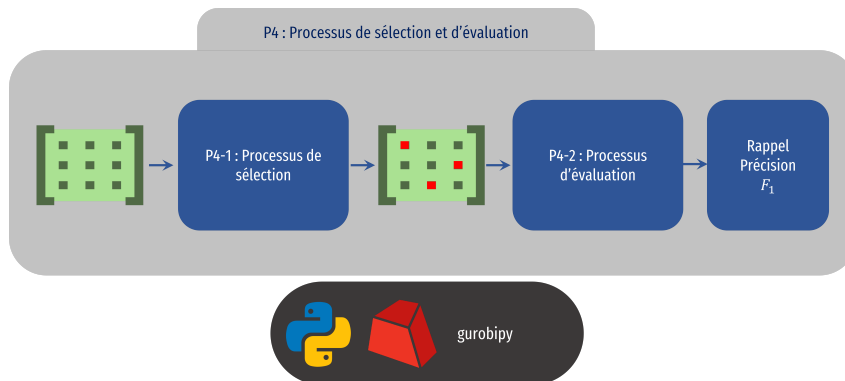 P4 : Processus de sélection et d'évaluation
P4-1 : Processus de
sélection
P4-2 : Processus
d'évaluation
Rappel
Précision
F₁
gurobipy